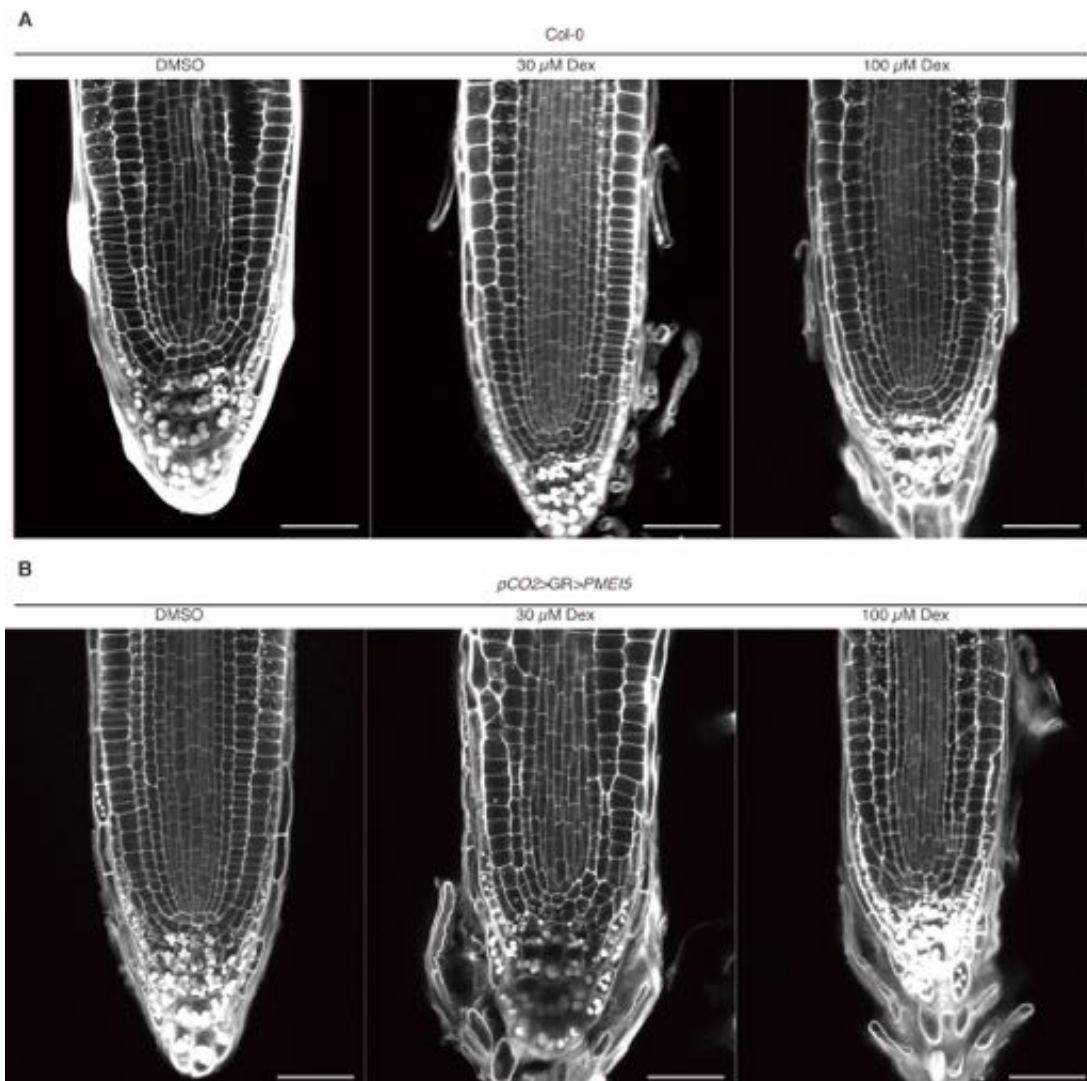 A
Col-0
DMSO 30 µM Dex 100 µM Dex
B
pCO2>GR>PMEI5
DMSO 30 µM Dex 100 µM Dex